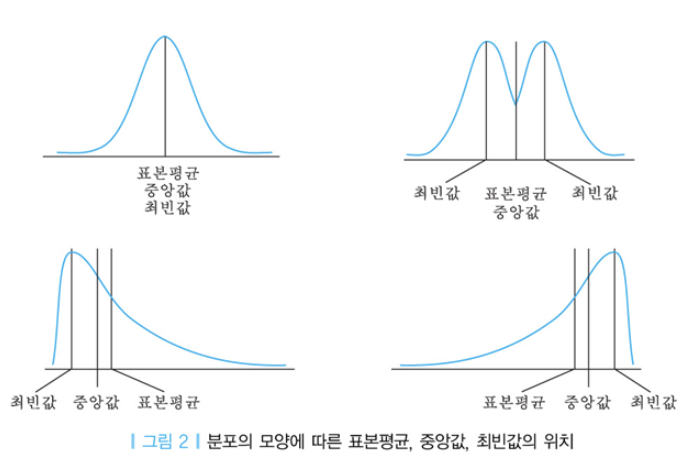 표본평균
중앙값
최빈값
최빈값 표본평균 최빈값
중앙값
최빈값 중앙값 표본평균
표본평균 중앙값 최빈값
‖ 그림 2 ‖ 분포의 모양에 따른 표본평균, 중앙값, 최빈값의 위치